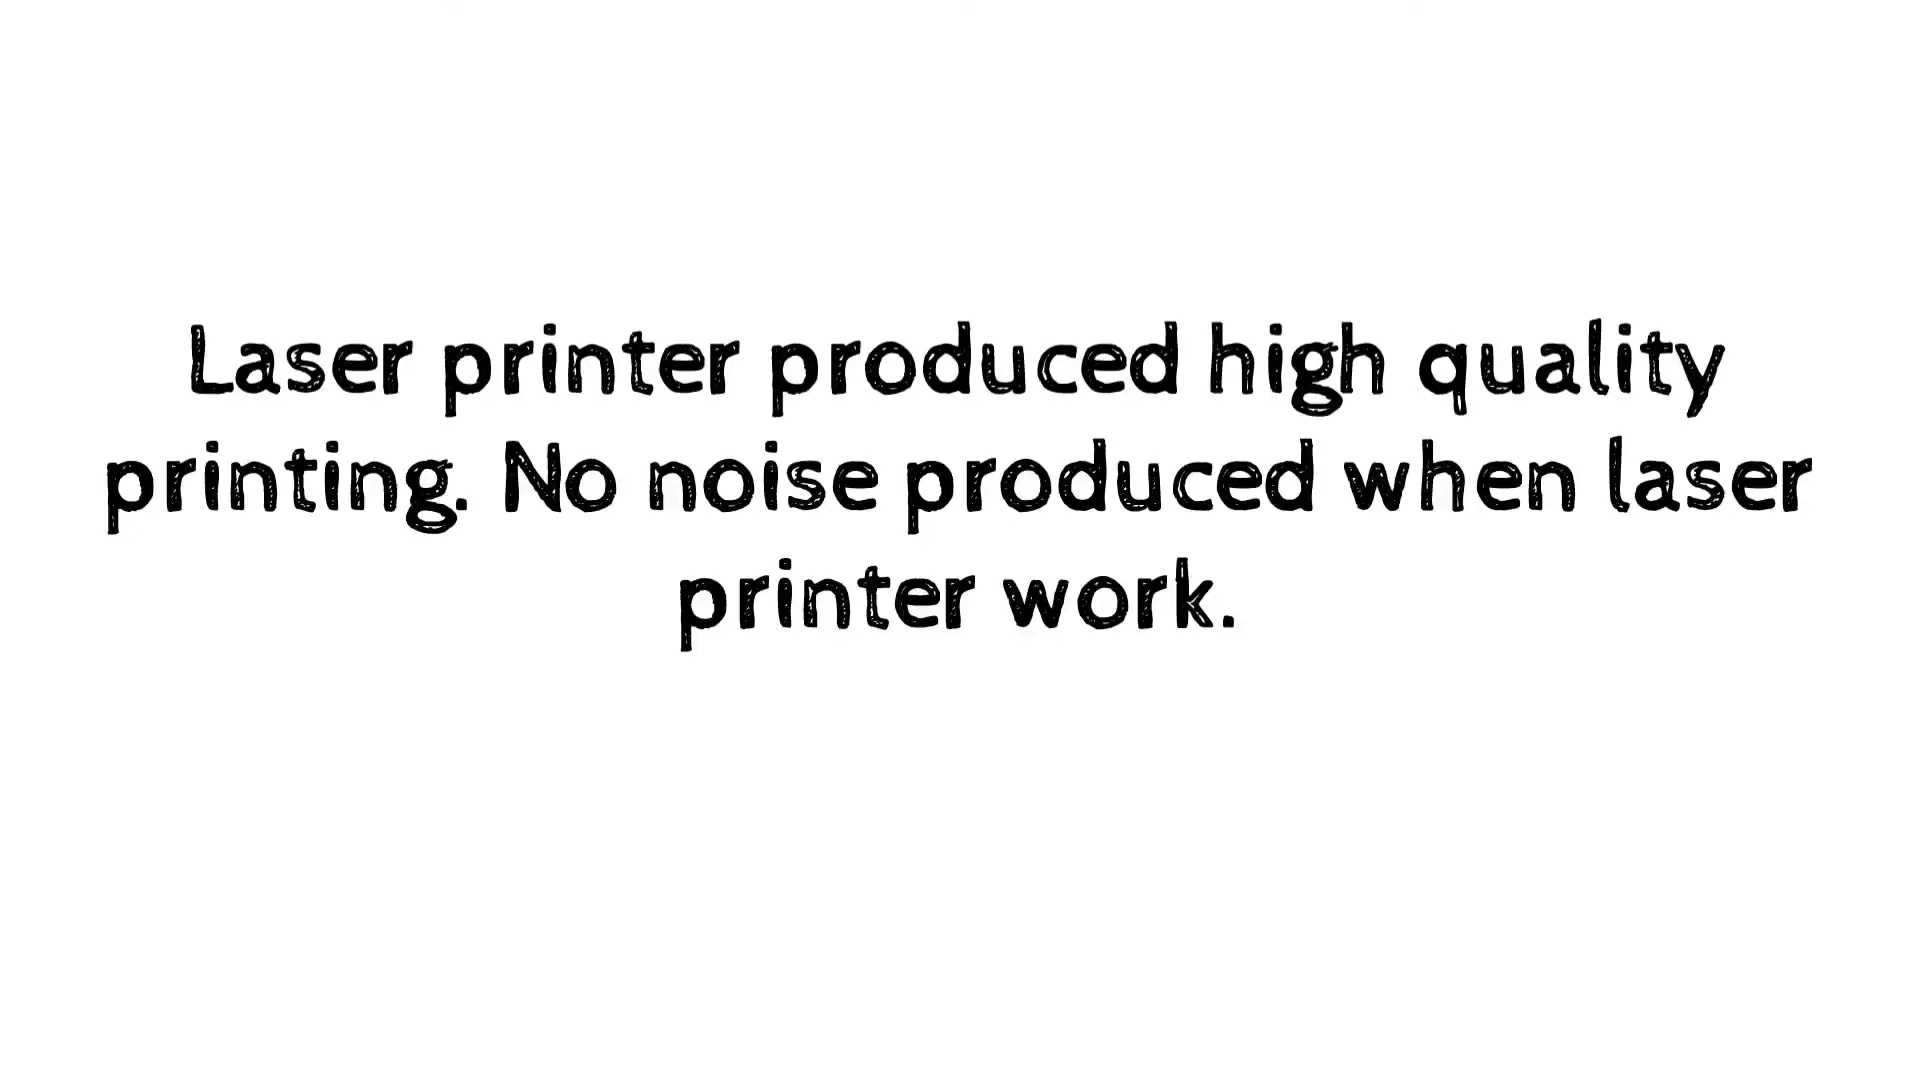 Laser printer produced high quality
printing. No noise produced when laser
printer work.